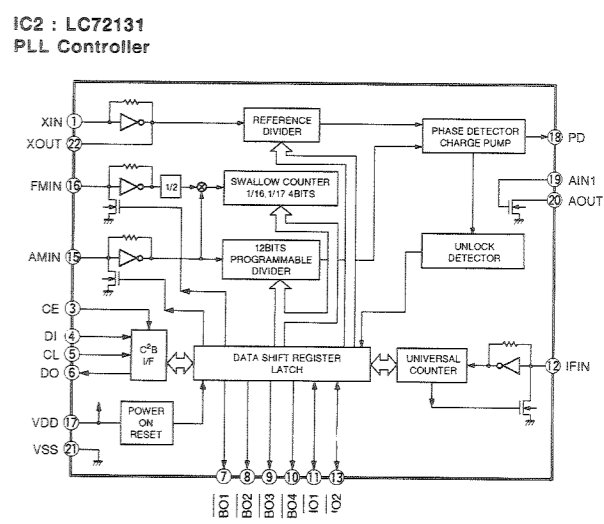 IC2 : LC72131
PLL Controller
XIN 1
XOUT 22
FMIN 16
AMIN 15
CE 3
DI 4
CL 5
DO 6
VDD 17
VSS 21
REFERENCE
DIVIDER
1/2
SWALLOW COUNTER
1/16, 1/17 4BITS
12BITS
PROGRAMMABLE
DIVIDER
PHASE DETECTOR
CHARGE PUMP
UNLOCK
DETECTOR
C²B
I/F
DATA SHIFT REGISTER
LATCH
UNIVERSAL
COUNTER
POWER
ON
RESET
18 PD
19 AIN1
20 AOUT
12 IFIN
7 8 9 10 11 13
BO1
BO2
BO3
BO4
IO1
IO2